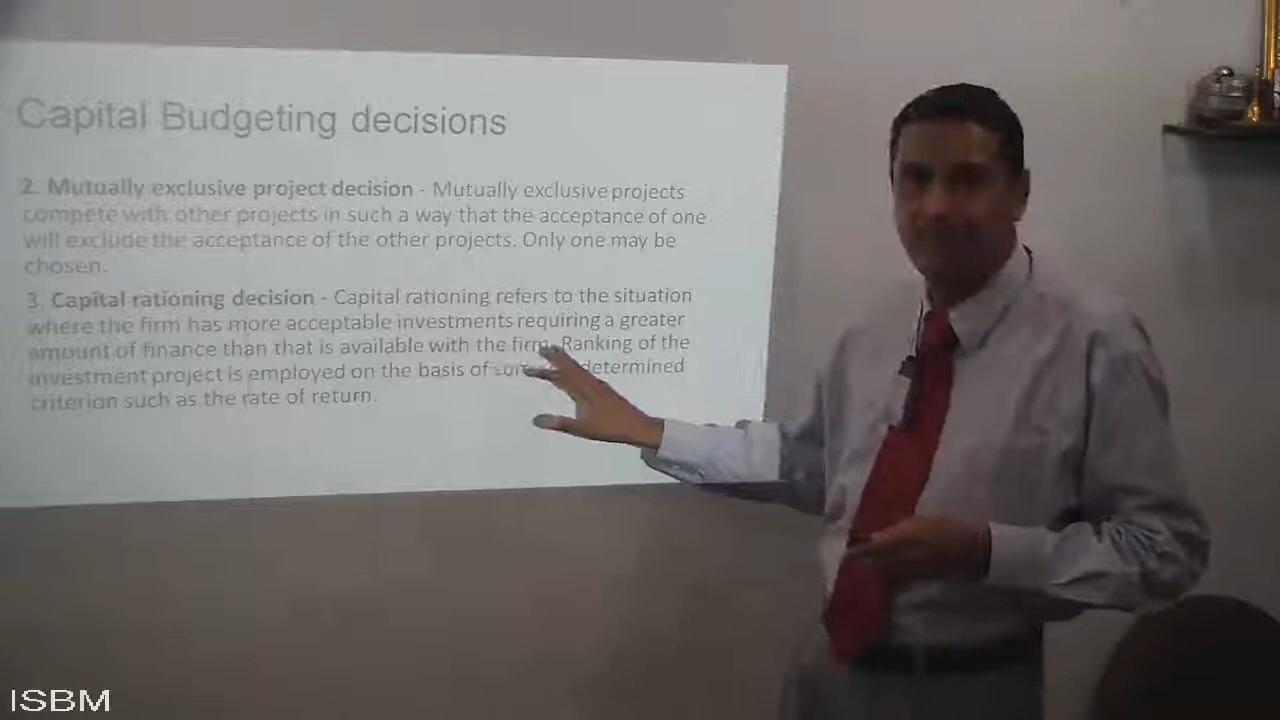 Capital Budgeting decisions
2. Mutually exclusive project decision - Mutually exclusive projects
compete with other projects in such a way that the acceptance of one
will exclude the acceptance of the other projects. Only one may be
chosen.
3. Capital rationing decision - Capital rationing refers to the situation
where the firm has more acceptable investments requiring a greater
amount of finance than that is available with the firm. Ranking of the
investment project is employed on the basis of determined
criterion such as the rate of return.
ISBM